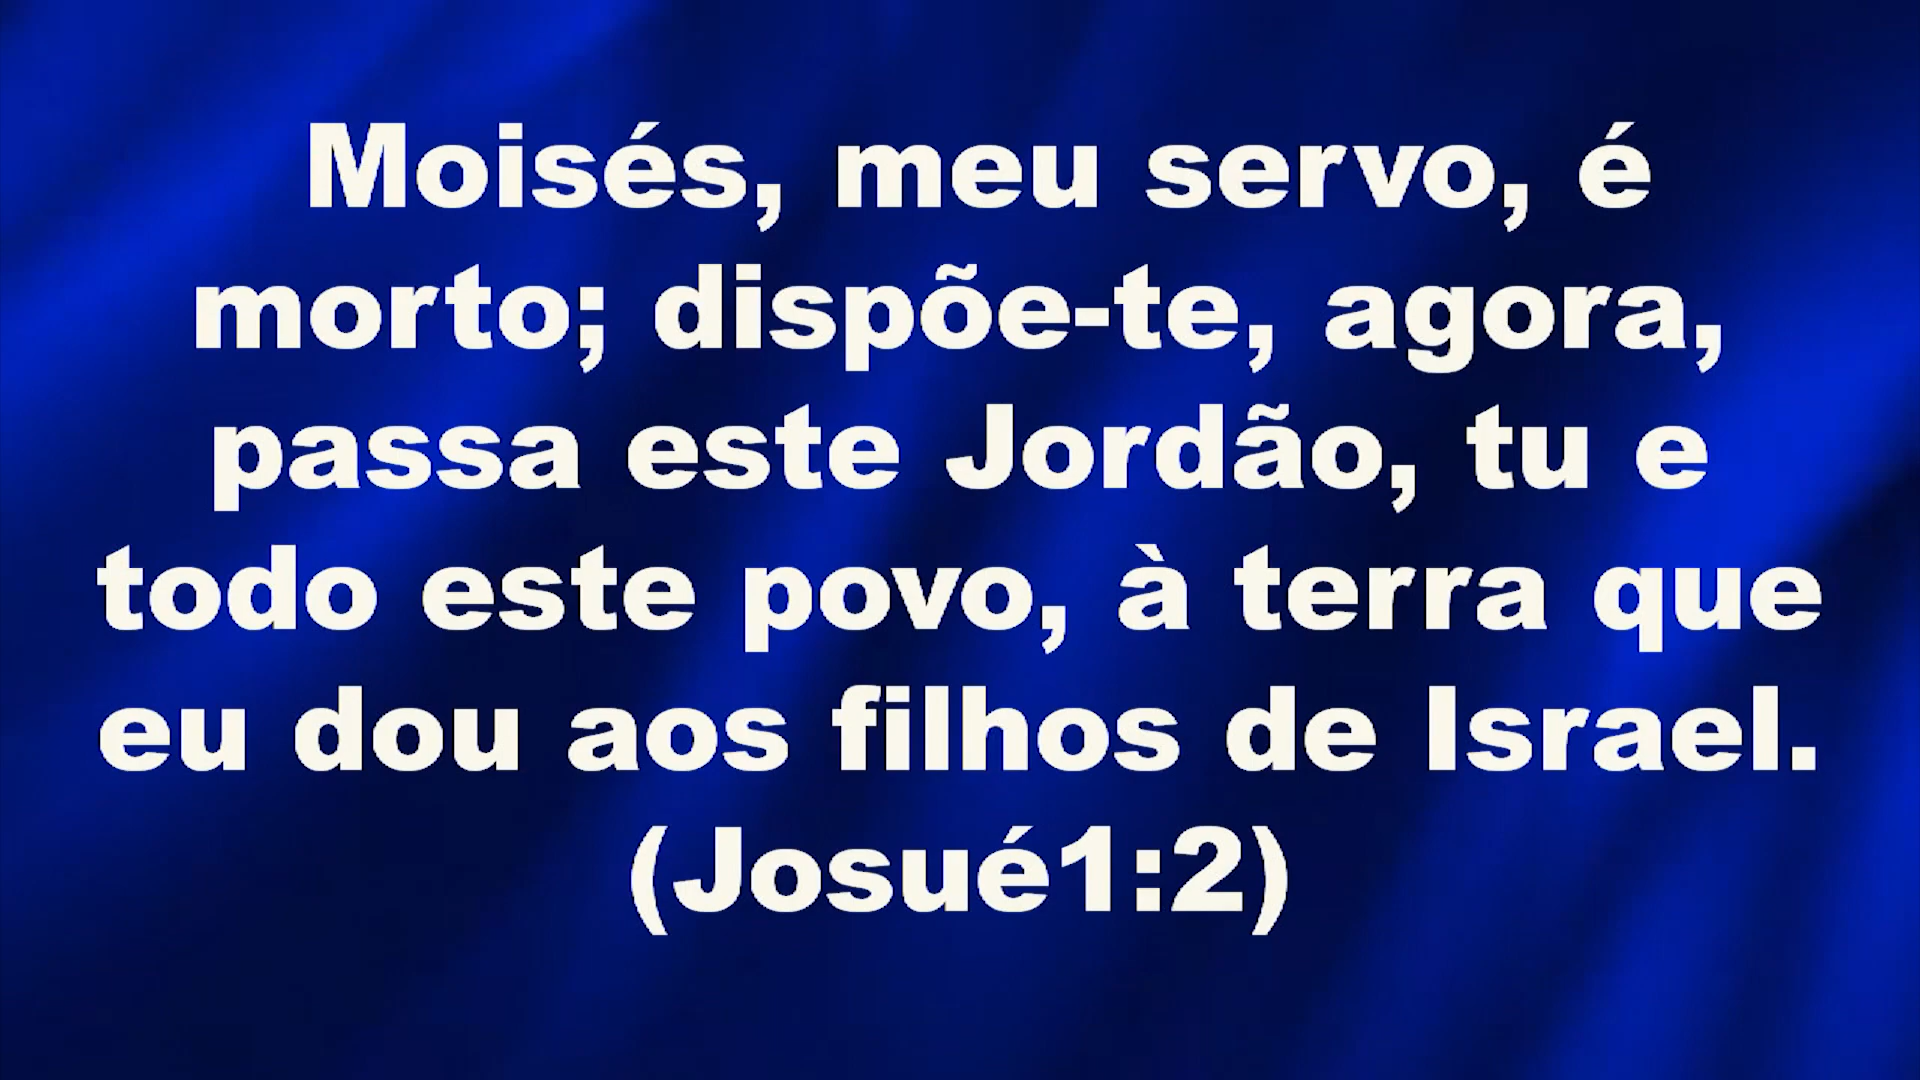 Moisés, meu servo, é
morto; dispõe-te, agora,
passa este Jordão, tu e
todo este povo, à terra que
eu dou aos filhos de Israel.
(Josué1:2)